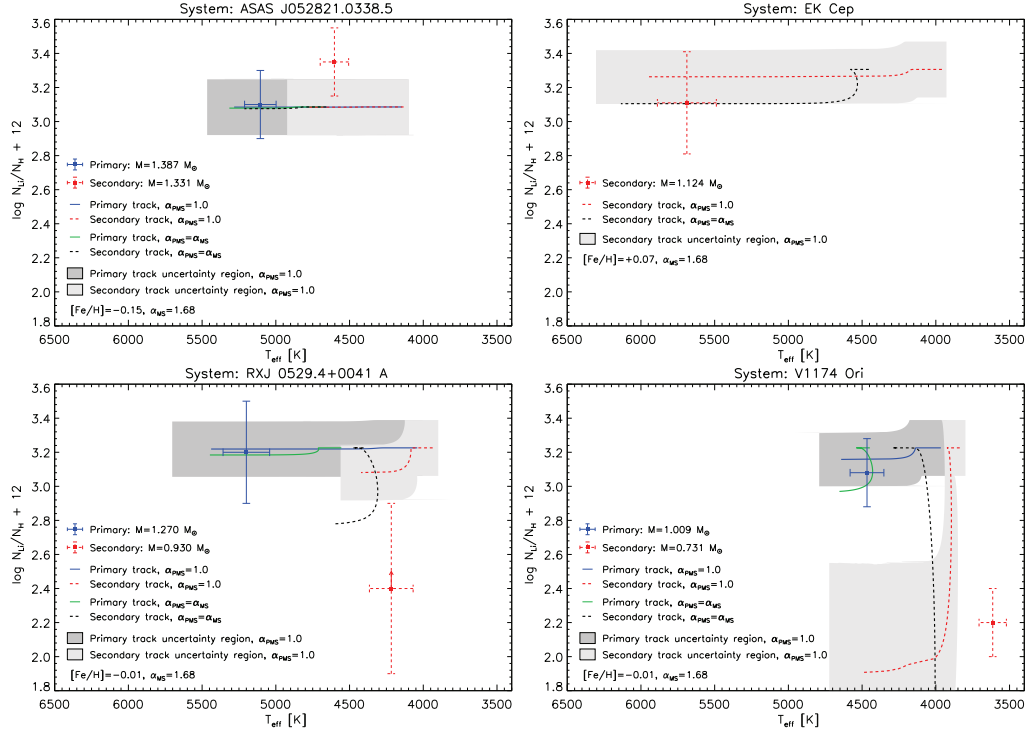 System: ASAS J052821.0338.5
3.6
3.4
3.2
3.0
2.8
2.6
2.4
2.2
2.0
1.8
log N_Li/N_H + 12
Primary: M=1.387 M☉
Secondary: M=1.331 M☉
Primary track, α_PMS=1.0
Secondary track, α_PMS=1.0
Primary track, α_PMS=α_MS
Secondary track, α_PMS=α_MS
Primary track uncertainty region, α_PMS=1.0
Secondary track uncertainty region, α_PMS=1.0
[Fe/H]=−0.15, α_MS=1.68
6500 6000 5500 5000 4500 4000 3500
T_eff [K]
System: EK Cep
3.6
3.4
3.2
3.0
2.8
2.6
2.4
2.2
2.0
1.8
log N_Li/N_H + 12
Secondary: M=1.124 M☉
Secondary track, α_PMS=1.0
Secondary track, α_PMS=α_MS
Secondary track uncertainty region, α_PMS=1.0
[Fe/H]=+0.07, α_MS=1.68
6500 6000 5500 5000 4500 4000 3500
T_eff [K]
System: RXJ 0529.4+0041 A
3.6
3.4
3.2
3.0
2.8
2.6
2.4
2.2
2.0
1.8
log N_Li/N_H + 12
Primary: M=1.270 M☉
Secondary: M=0.930 M☉
Primary track, α_PMS=1.0
Secondary track, α_PMS=1.0
Primary track, α_PMS=α_MS
Secondary track, α_PMS=α_MS
Primary track uncertainty region, α_PMS=1.0
Secondary track uncertainty region, α_PMS=1.0
[Fe/H]=−0.01, α_MS=1.68
6500 6000 5500 5000 4500 4000 3500
T_eff [K]
System: V1174 Ori
3.6
3.4
3.2
3.0
2.8
2.6
2.4
2.2
2.0
1.8
log N_Li/N_H + 12
Primary: M=1.009 M☉
Secondary: M=0.731 M☉
Primary track, α_PMS=1.0
Secondary track, α_PMS=1.0
Primary track, α_PMS=α_MS
Secondary track, α_PMS=α_MS
Primary track uncertainty region, α_PMS=1.0
Secondary track uncertainty region, α_PMS=1.0
[Fe/H]=−0.01, α_MS=1.68
6500 6000 5500 5000 4500 4000 3500
T_eff [K]